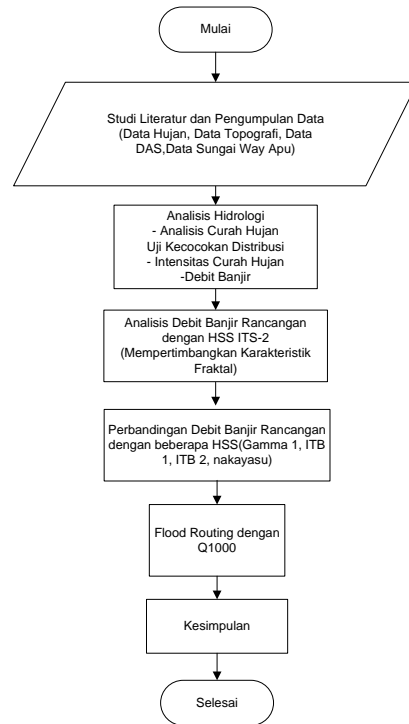 Mulai
Studi Literatur dan Pengumpulan Data
(Data Hujan, Data Topografi, Data
DAS,Data Sungai Way Apu)
Analisis Hidrologi
- Analisis Curah Hujan
Uji Kecocokan Distribusi
- Intensitas Curah Hujan
-Debit Banjir
Analisis Debit Banjir Rancangan
dengan HSS ITS-2
(Mempertimbangkan Karakteristik
Fraktal)
Perbandingan Debit Banjir Rancangan
dengan beberapa HSS(Gamma 1, ITB
1, ITB 2, nakayasu)
Flood Routing dengan
Q1000
Kesimpulan
Selesai